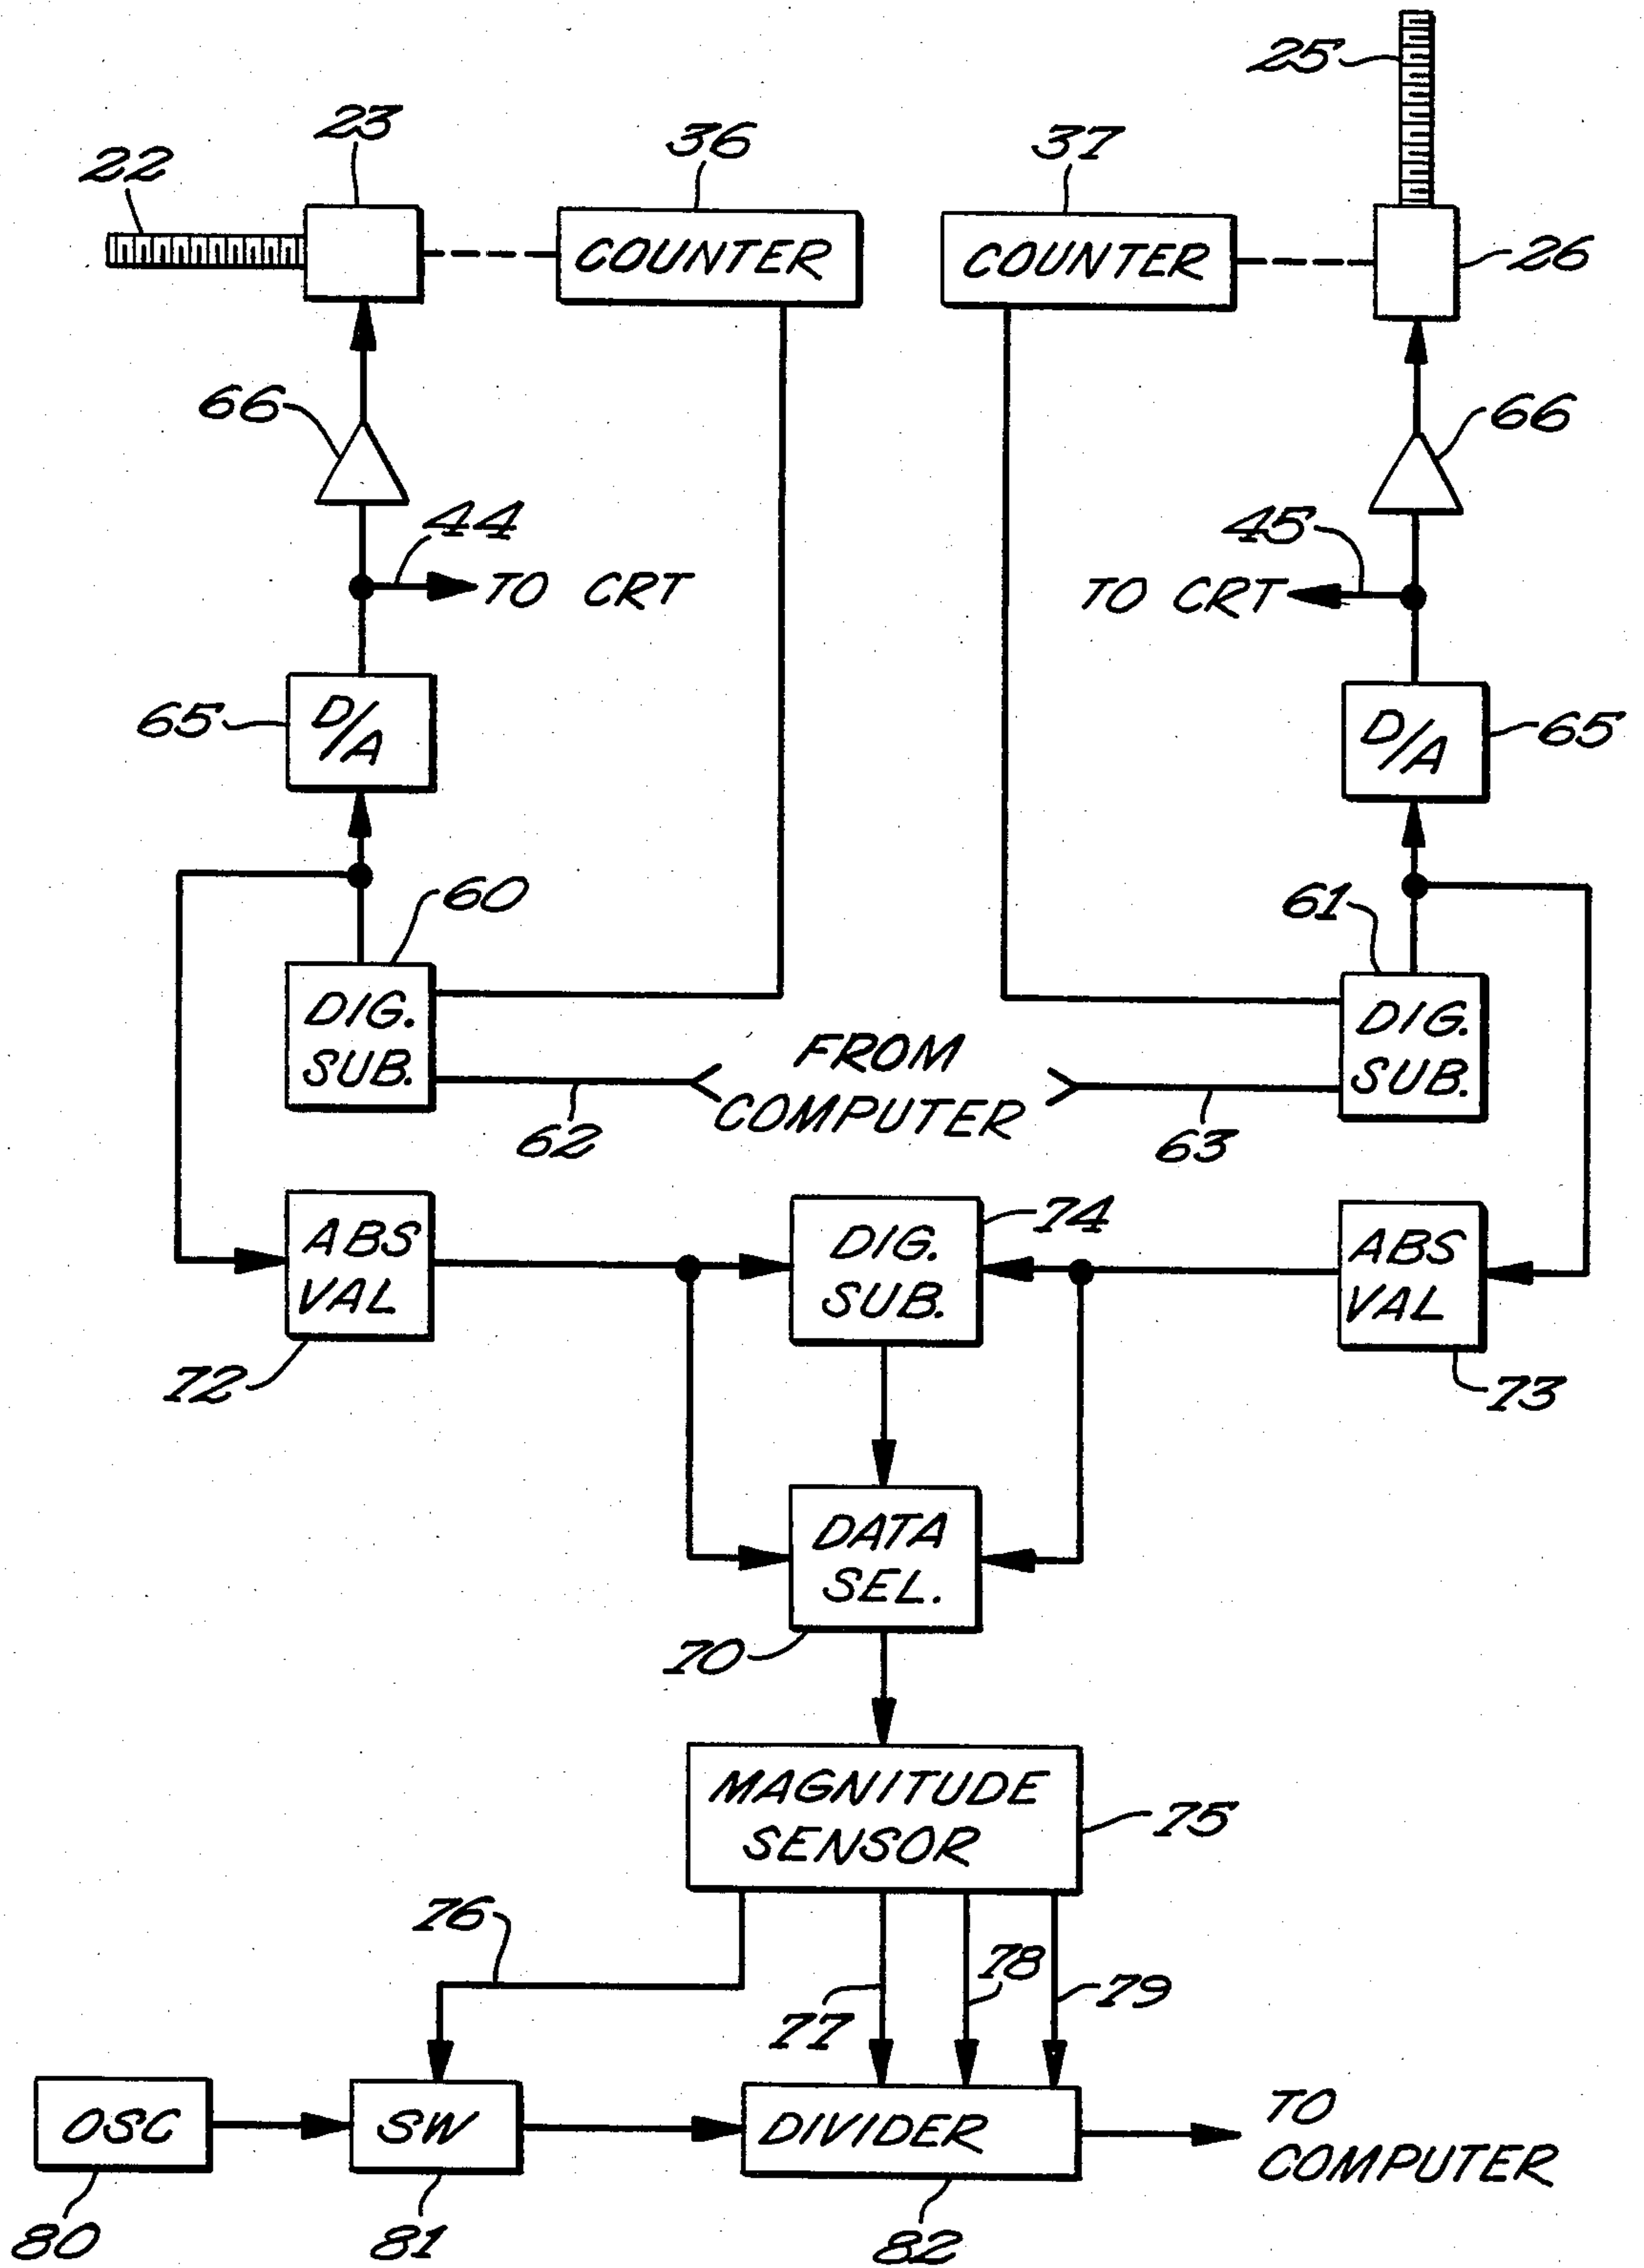 25
23
36
37
22
COUNTER
COUNTER
26
66
66
44
45
TO CRT
TO CRT
65
D/A
D/A
65
60
61
DIG.
SUB.
DIG.
SUB.
FROM
COMPUTER
62
63
ABS
VAL
74
DIG.
SUB.
ABS
VAL
72
73
DATA
SEL.
70
MAGNITUDE
SENSOR
75
76
78
79
77
OSC
SW
DIVIDER
TO
COMPUTER
80
81
82